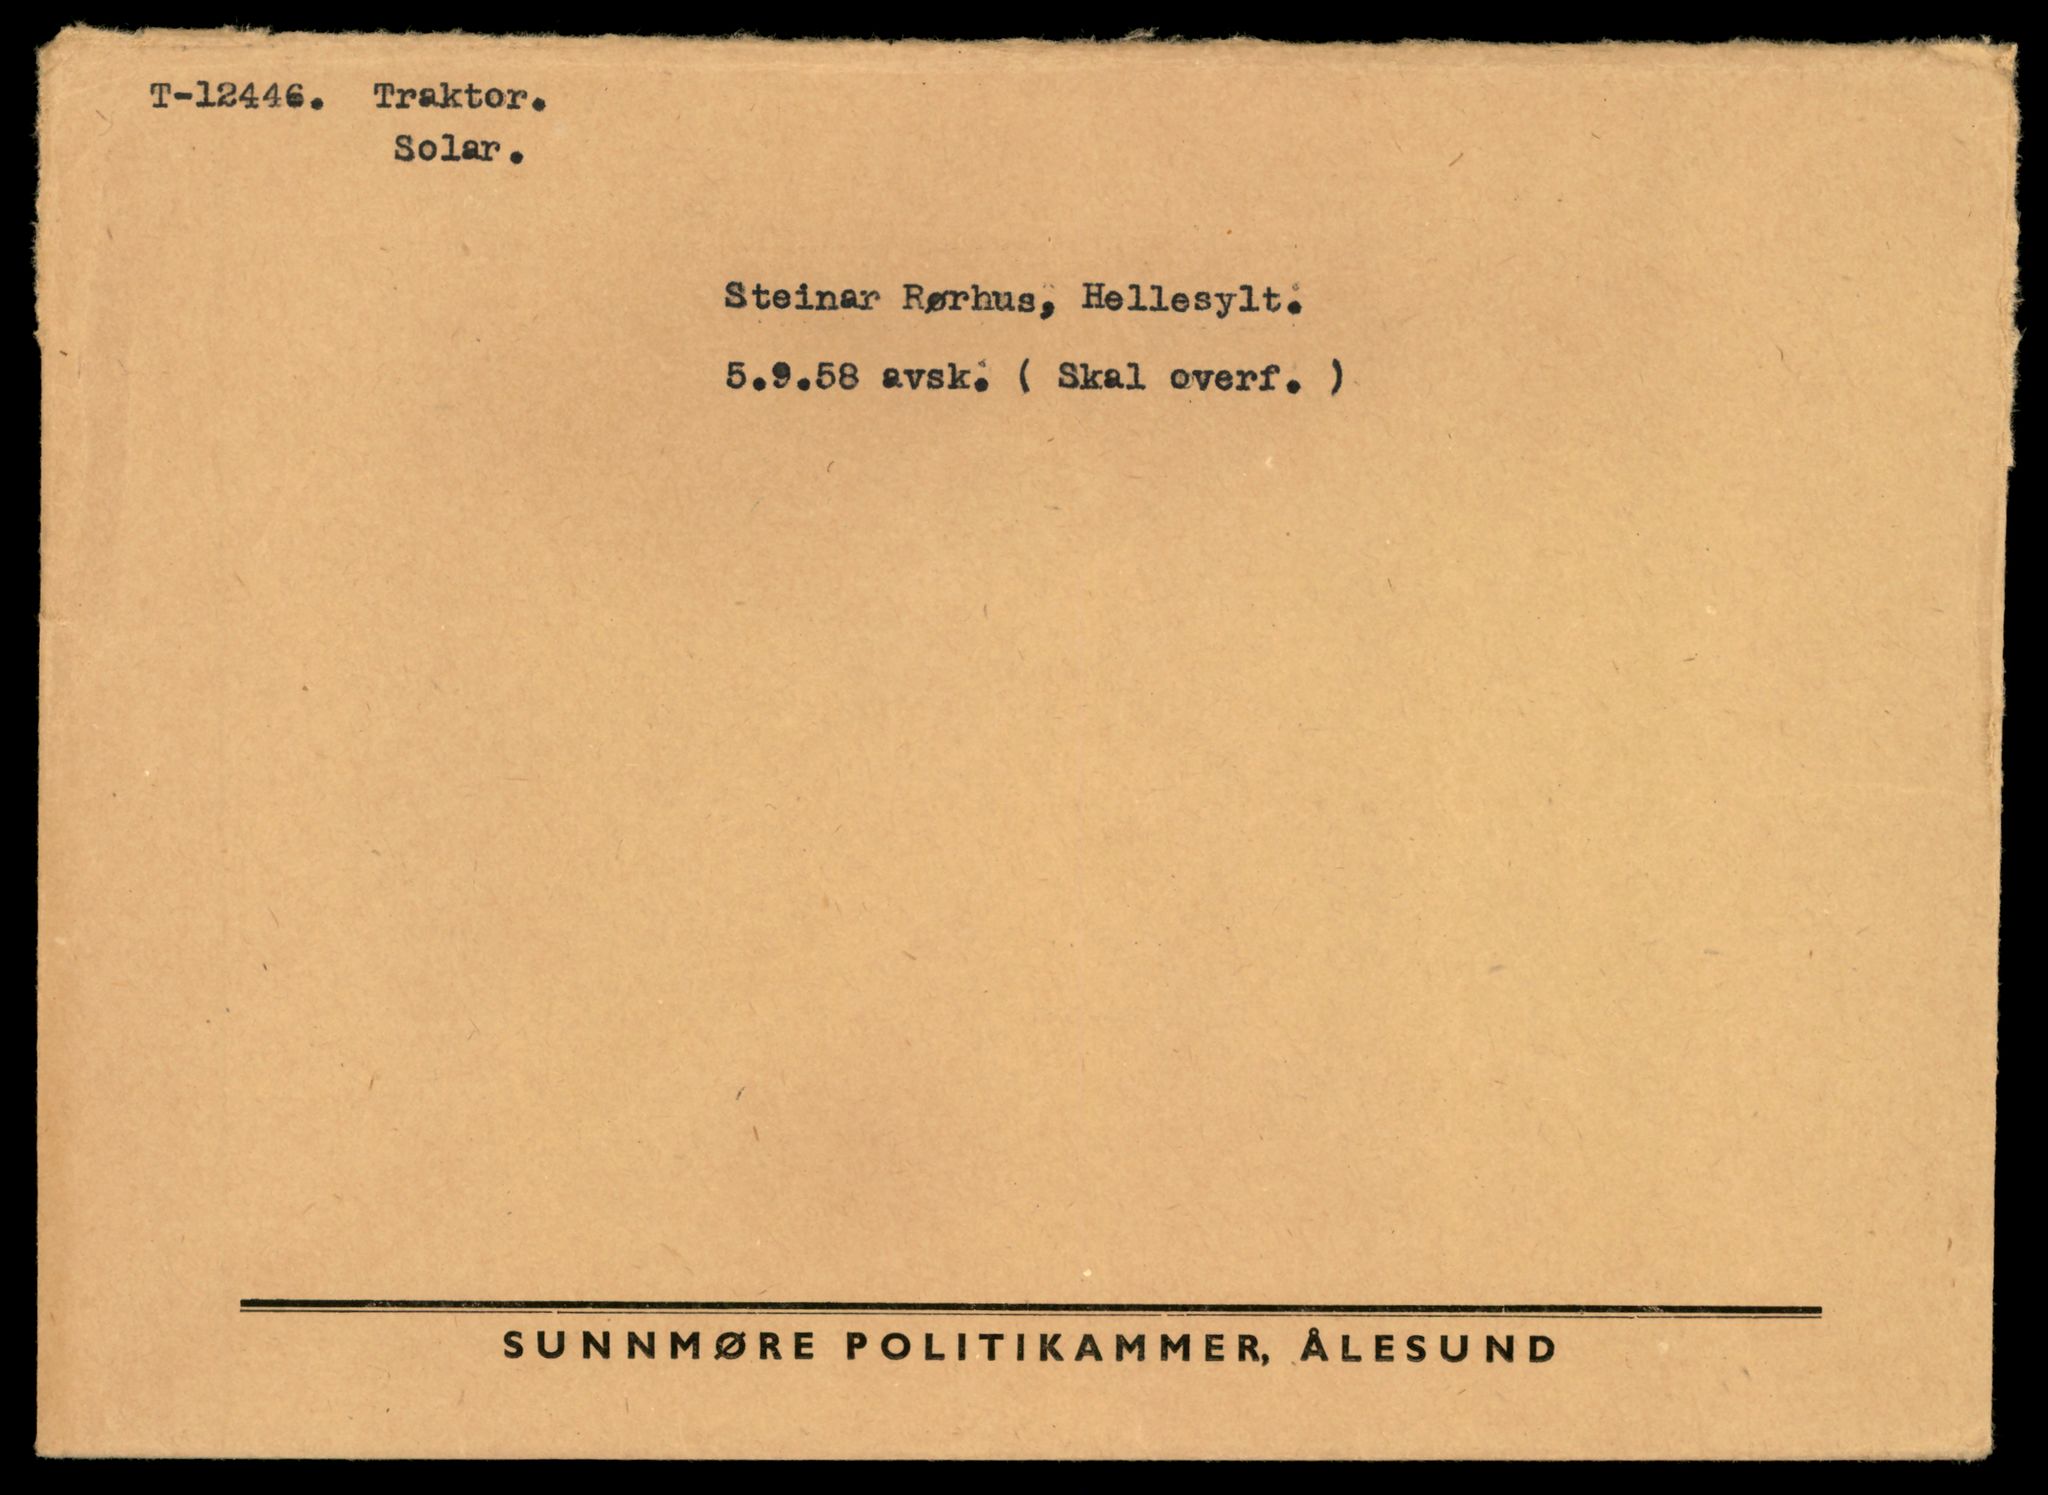 T-12446. Traktor.
Solar.
Steinar Rørhus, Hellesylt.
5.9.58 avsk. ( Skal overf. )
SUNNMØRE POLITIKAMMER, ÅLESUND